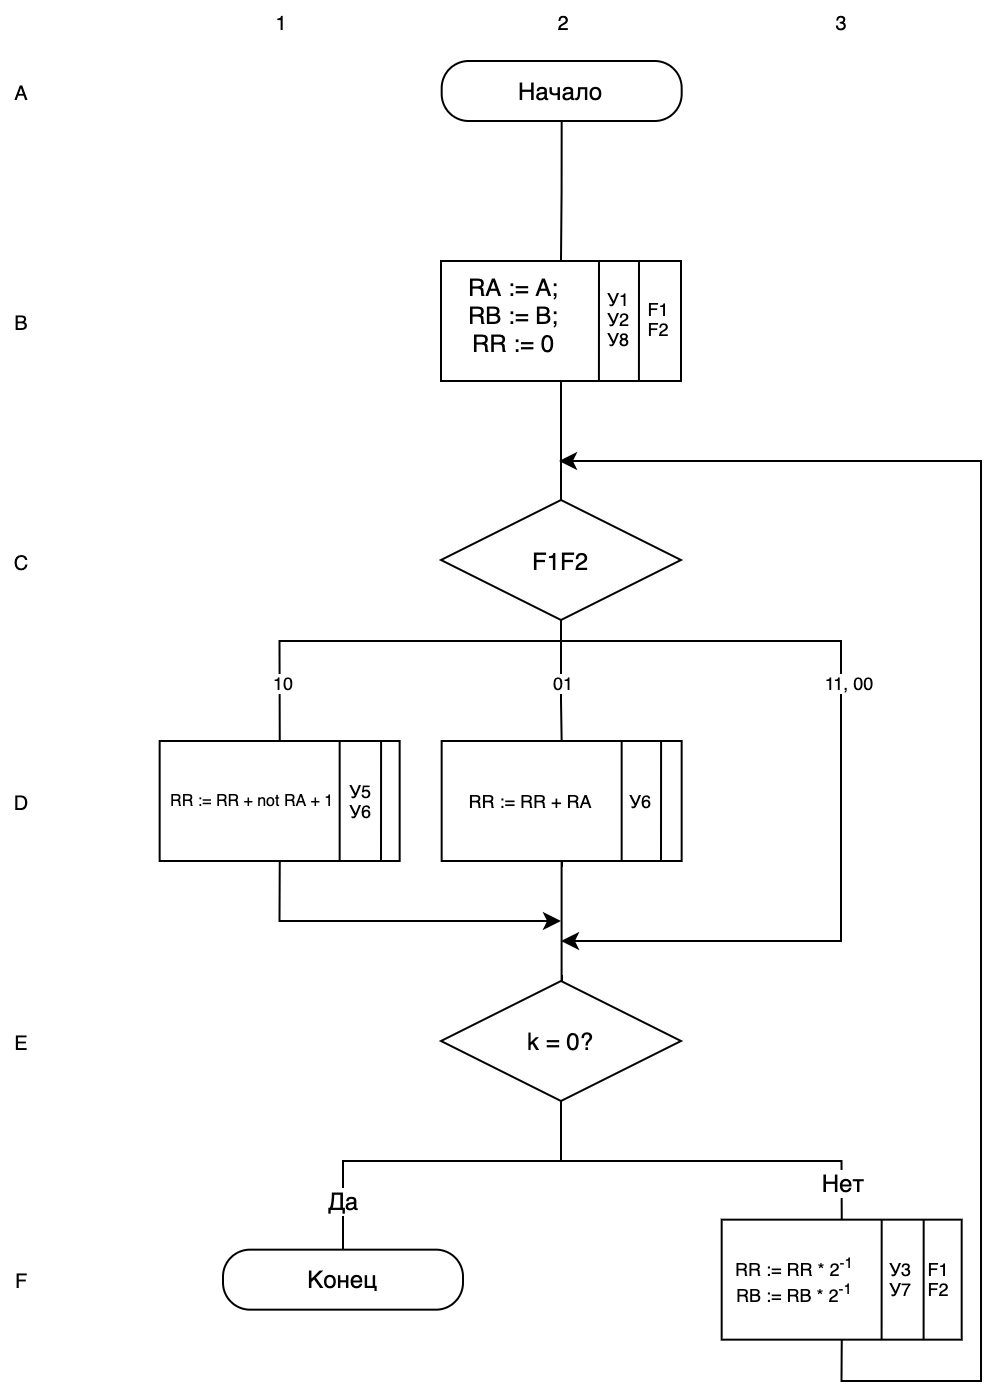 1 2 3
A
Начало
B
RA := A;
RB := B;
RR := 0
У1
У2
У8
F1
F2
C
F1F2
10 01 11, 00
D
RR := RR + not RA + 1
У5
У6
RR := RR + RA
У6
E
k = 0?
Да
Нет
F
Конец
RR := RR * 2⁻¹
RB := RB * 2⁻¹
У3
У7
F1
F2